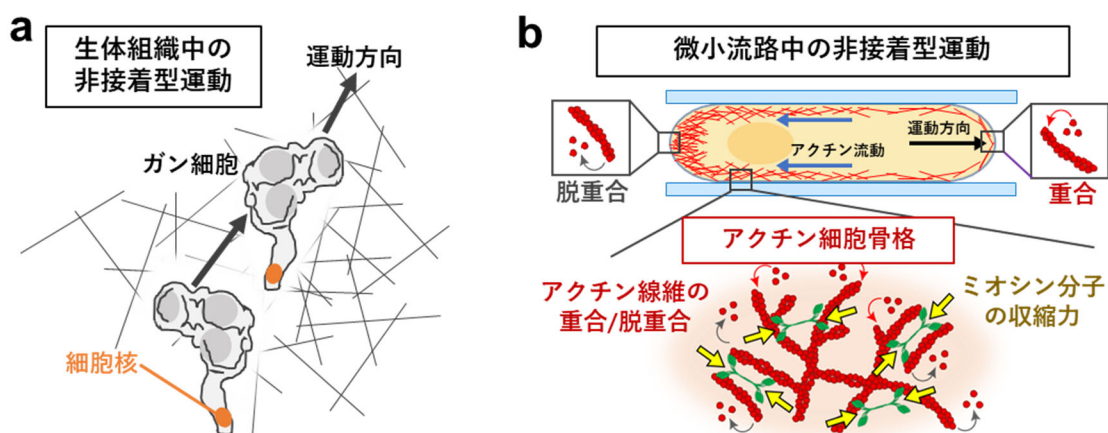 a
生体組織中の
非接着型運動
運動方向
ガン細胞
細胞核
b
微小流路中の非接着型運動
運動方向
アクチン流動
脱重合
重合
アクチン細胞骨格
アクチン線維の
重合/脱重合
ミオシン分子
の収縮力